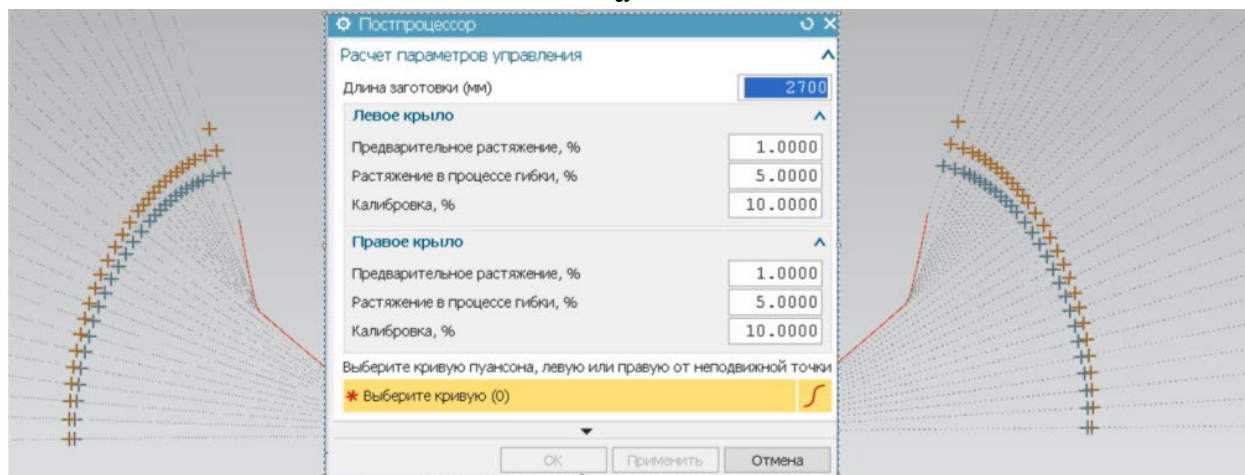 Постпроцессор
Расчет параметров управления
Длина заготовки (мм) 2700
Левое крыло
Предварительное растяжение, % 1.0000
Растяжение в процессе гибки, % 5.0000
Калибровка, % 10.0000
Правое крыло
Предварительное растяжение, % 1.0000
Растяжение в процессе гибки, % 5.0000
Калибровка, % 10.0000
Выберите кривую пуансона, левую или правую от неподвижной точки
* Выберите кривую (0)
ОК Применить Отмена